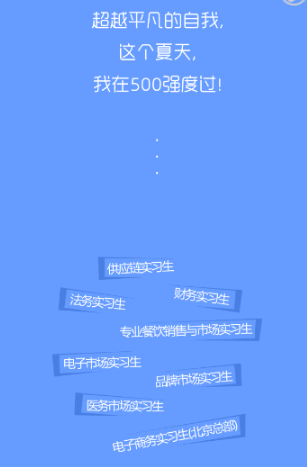 超越平凡的自我,
这个夏天,
我在500强度过!
供应链实习生
法务实习生
财务实习生
专业餐饮销售与市场实习生
电子市场实习生
品牌市场实习生
医务市场实习生
电子商务实习生(北京总部)